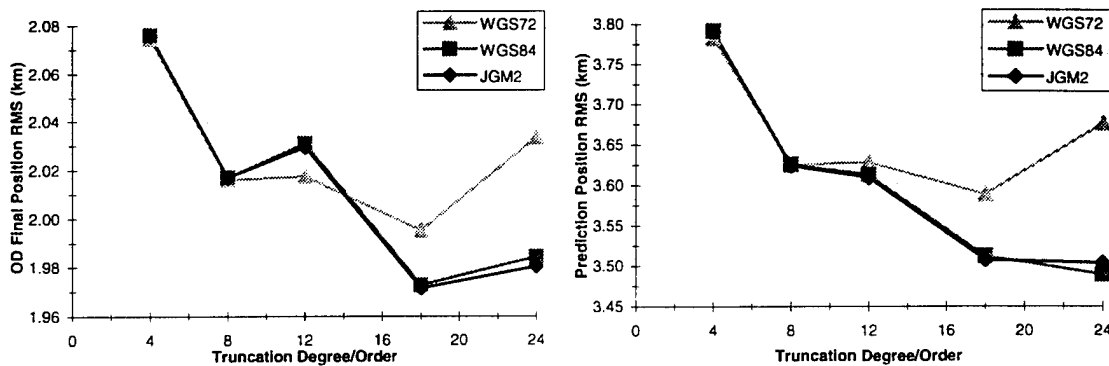 OD Final Position RMS (km)
2.08
2.06
2.04
2.02
2.00
1.98
1.96
0
4
8
12
16
20
24
Truncation Degree/Order
WGS72
WGS84
JGM2
Prediction Position RMS (km)
3.80
3.75
3.70
3.65
3.60
3.55
3.50
3.45
0
4
8
12
16
20
24
Truncation Degree/Order
WGS72
WGS84
JGM2